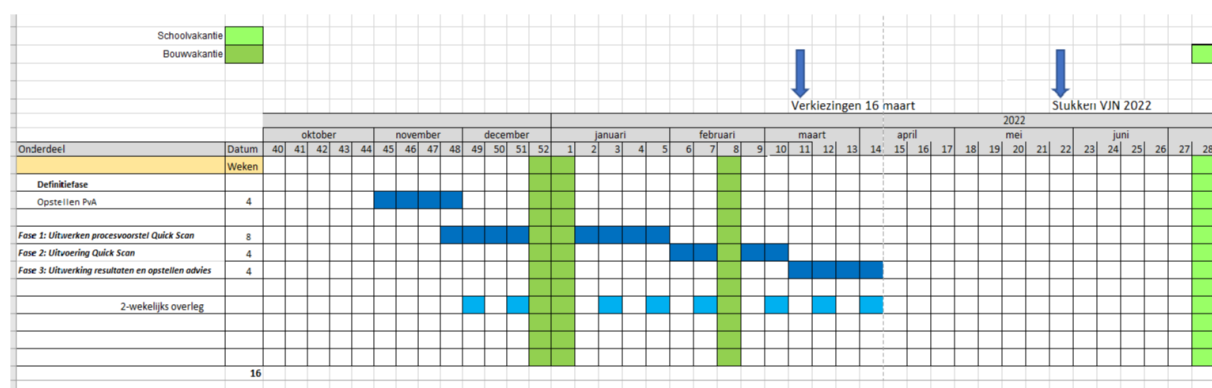 Schoolvakantie
Bouwvakantie
Verkiezingen 16 maart Stukken VJN 2022
2022
oktober november december januari februari maart april mei juni
Onderdeel Datum 40 41 42 43 44 45 46 47 48 49 50 51 52 1 2 3 4 5 6 7 8 9 10 11 12 13 14 15 16 17 18 19 20 21 22 23 24 25 26 27 28
Weken
Definitiefase
Opstellen PvA 4
Fase 1: Uitwerken procesvoorstel Quick Scan 8
Fase 2: Uitvoering Quick Scan 4
Fase 3: Uitwerking resultaten en opstellen advies 4
2-wekelijks overleg
16